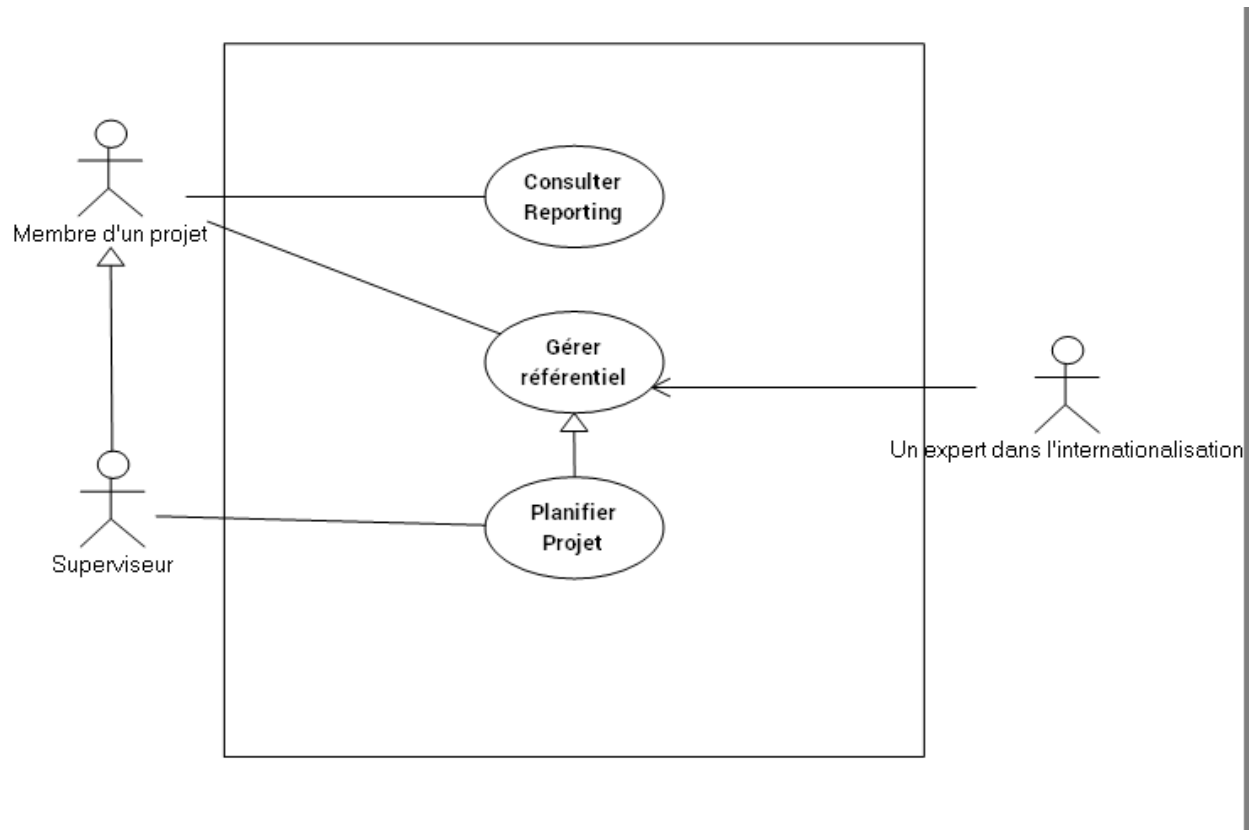 Consulter
Reporting
Membre d'un projet
Gérer
référentiel
Un expert dans l'internationalisation
Planifier
Projet
Superviseur